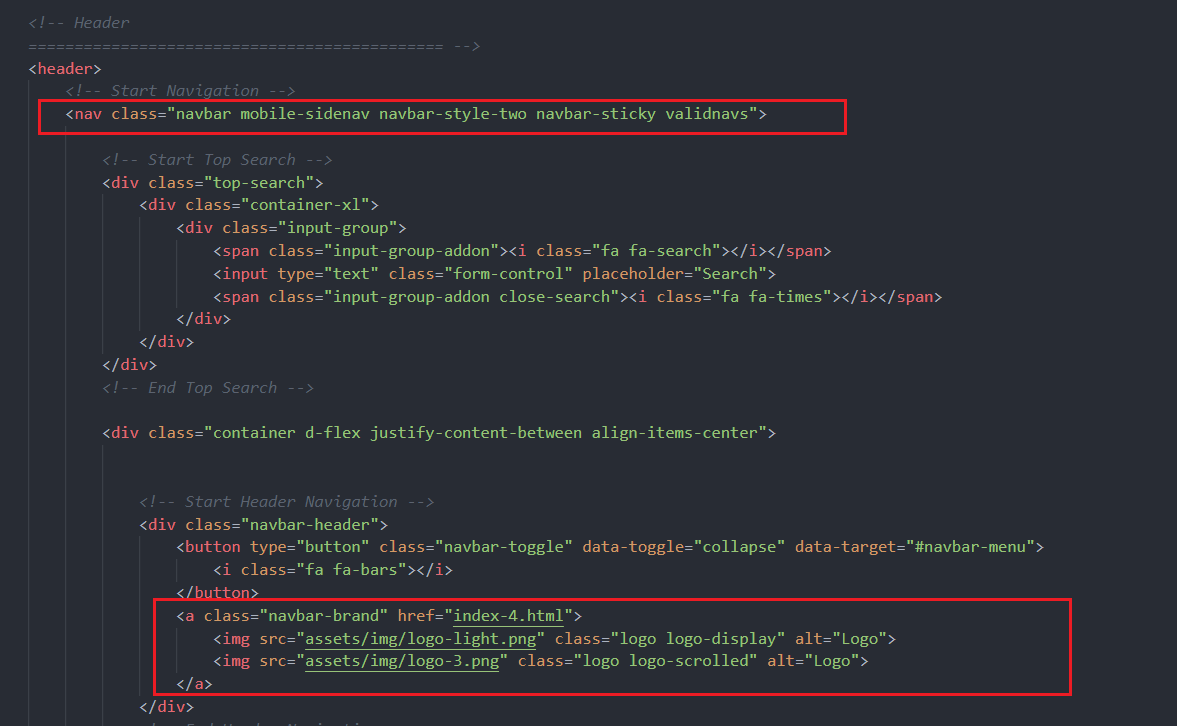 <!-- Header
============================================= -->
<header>
    <!-- Start Navigation -->
    <nav class="navbar mobile-sidenav navbar-style-two navbar-sticky validnavs">
        <!-- Start Top Search -->
        <div class="top-search">
            <div class="container-xl">
                <div class="input-group">
                    <span class="input-group-addon"><i class="fa fa-search"></i></span>
                    <input type="text" class="form-control" placeholder="Search">
                    <span class="input-group-addon close-search"><i class="fa fa-times"></i></span>
                </div>
            </div>
        </div>
        <!-- End Top Search -->
        <div class="container d-flex justify-content-between align-items-center">
            <!-- Start Header Navigation -->
            <div class="navbar-header">
                <button type="button" class="navbar-toggle" data-toggle="collapse" data-target="#navbar-menu">
                    <i class="fa fa-bars"></i>
                </button>
                <a class="navbar-brand" href="index-4.html">
                    <img src="assets/img/logo-light.png" class="logo logo-display" alt="Logo">
                    <img src="assets/img/logo-3.png" class="logo logo-scrolled" alt="Logo">
                </a>
            </div>